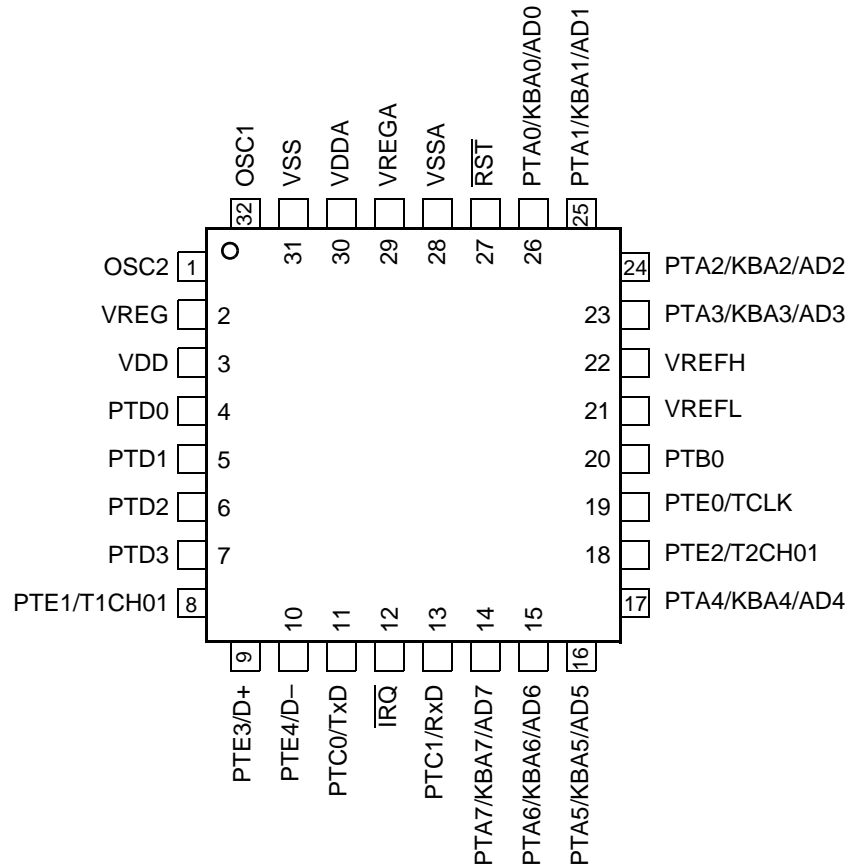 OSC1
VSS
VDDA
VREGA
VSSA
RST
PTA0/KBA0/AD0
PTA1/KBA1/AD1
32
31
30
29
28
27
26
25
OSC2 1
VREG 2
VDD 3
PTD0 4
PTD1 5
PTD2 6
PTD3 7
PTE1/T1CH01 8
24 PTA2/KBA2/AD2
23 PTA3/KBA3/AD3
22 VREFH
21 VREFL
20 PTB0
19 PTE0/TCLK
18 PTE2/T2CH01
17 PTA4/KBA4/AD4
9
10
11
12
13
14
15
16
PTE3/D+
PTE4/D–
PTC0/TxD
IRQ
PTC1/RxD
PTA7/KBA7/AD7
PTA6/KBA6/AD6
PTA5/KBA5/AD5